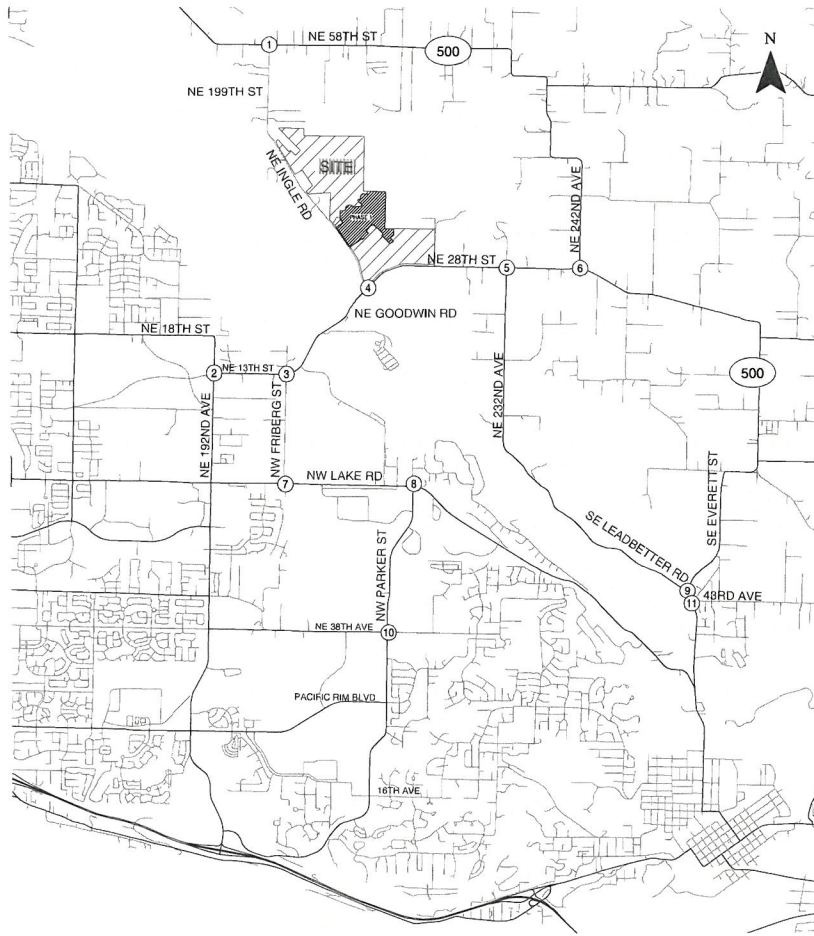 1
NE 58TH ST
500
N
NE 199TH ST
SITE
NE INGLE RD
PHASE 1
NE 242ND AVE
NE 28TH ST
5
6
4
NE GOODWIN RD
NE 18TH ST
2
NE 13TH ST
3
500
NE 192ND AVE
NW FRIBERG ST
NE 232ND AVE
NW LAKE RD
7
8
SE EVERETT ST
SE LEADBETTER RD
NW PARKER ST
9
11
43RD AVE
NE 38TH AVE
10
PACIFIC RIM BLVD
16TH AVE